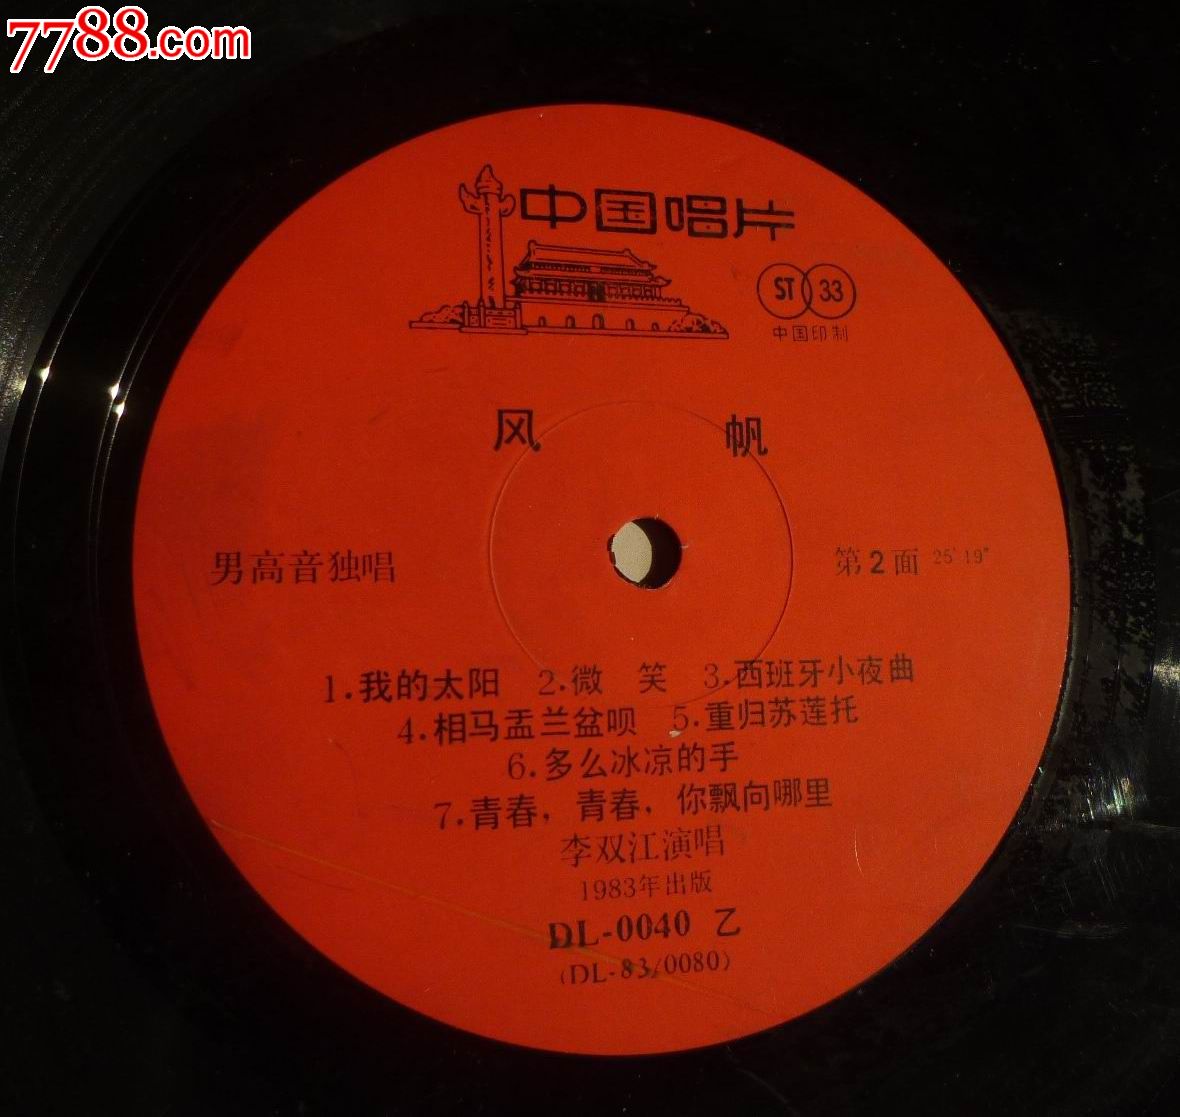 7788.com
中国唱片
ST 33
中国印制
风 帆
男高音独唱 第2面 25'19"
1.我的太阳 2.微 笑 3.西班牙小夜曲
4.相马盂兰盆呗 5.重归苏莲托
6.多么冰凉的手
7.青春，青春，你飘向哪里
李双江演唱
1983年出版
DL-0040 乙
(DL-83/0080)